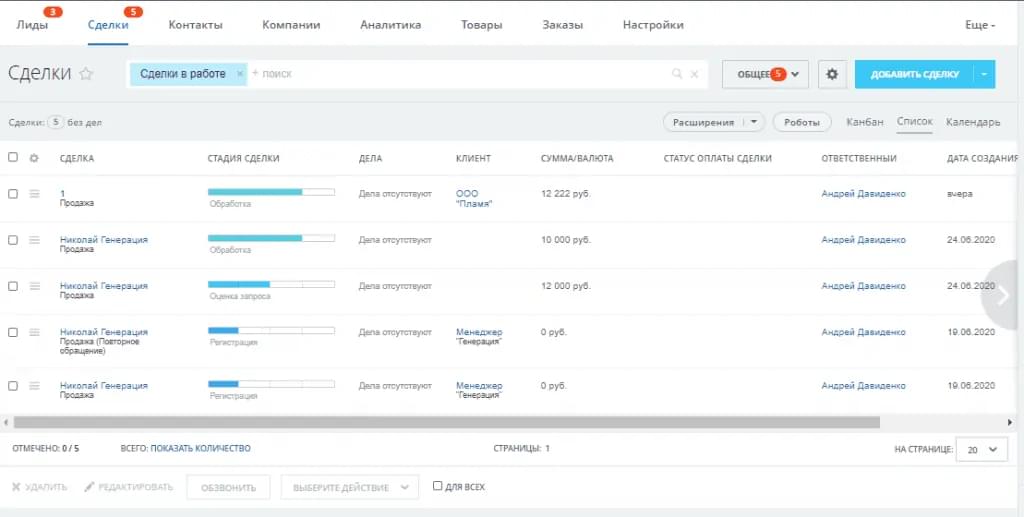 3 5
Лиды Сделки Контакты Компании Аналитика Товары Заказы Настройки Еще -
Сделки Сделки в работе × + поиск ОБЩЕЕ 5 ДОБАВИТЬ СДЕЛКУ
Сделки: 5 без дел Расширения Роботы Канбан Список Календарь
СДЕЛКА СТАДИЯ СДЕЛКИ ДЕЛА КЛИЕНТ СУММА/ВАЛЮТА СТАТУС ОПЛАТЫ СДЕЛКИ ОТВЕТСТВЕННЫЙ ДАТА СОЗДАНИЯ
1 Дела отсутствуют ООО 12 222 руб. Андрей Давиденко вчера
Продажа Обработка "Пламя"
Николай Генерация Дела отсутствуют 10 000 руб. Андрей Давиденко 24.06.2020
Продажа Обработка
Николай Генерация Дела отсутствуют 12 000 руб. Андрей Давиденко 24.06.2020
Продажа Оценка запроса
Николай Генерация Дела отсутствуют Менеджер 0 руб. Андрей Давиденко 19.06.2020
Продажа (Повторное Регистрация "Генерация"
обращение)
Николай Генерация Дела отсутствуют Менеджер 0 руб. Андрей Давиденко 19.06.2020
Продажа Регистрация "Генерация"
ОТМЕЧЕНО: 0 / 5 ВСЕГО: ПОКАЗАТЬ КОЛИЧЕСТВО СТРАНИЦЫ: 1 НА СТРАНИЦЕ: 20
УДАЛИТЬ РЕДАКТИРОВАТЬ ОБЗВОНИТЬ ВЫБЕРИТЕ ДЕЙСТВИЕ ДЛЯ ВСЕХ